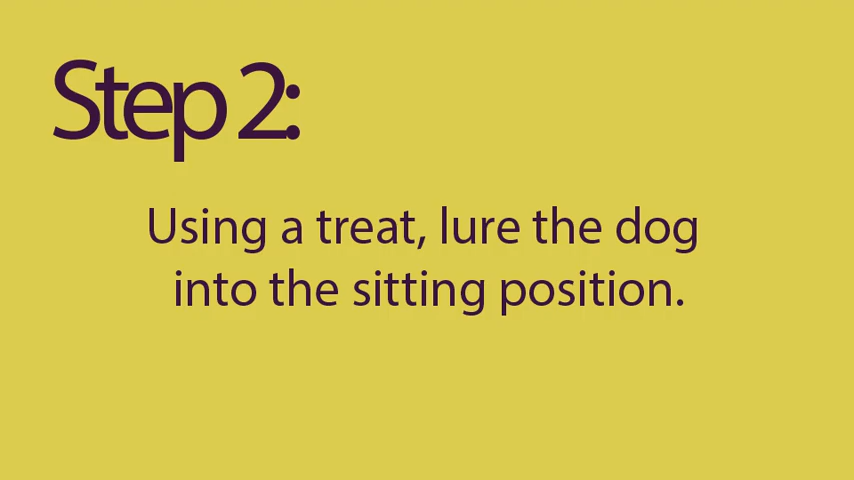 Step 2:
Using a treat, lure the dog
into the sitting position.